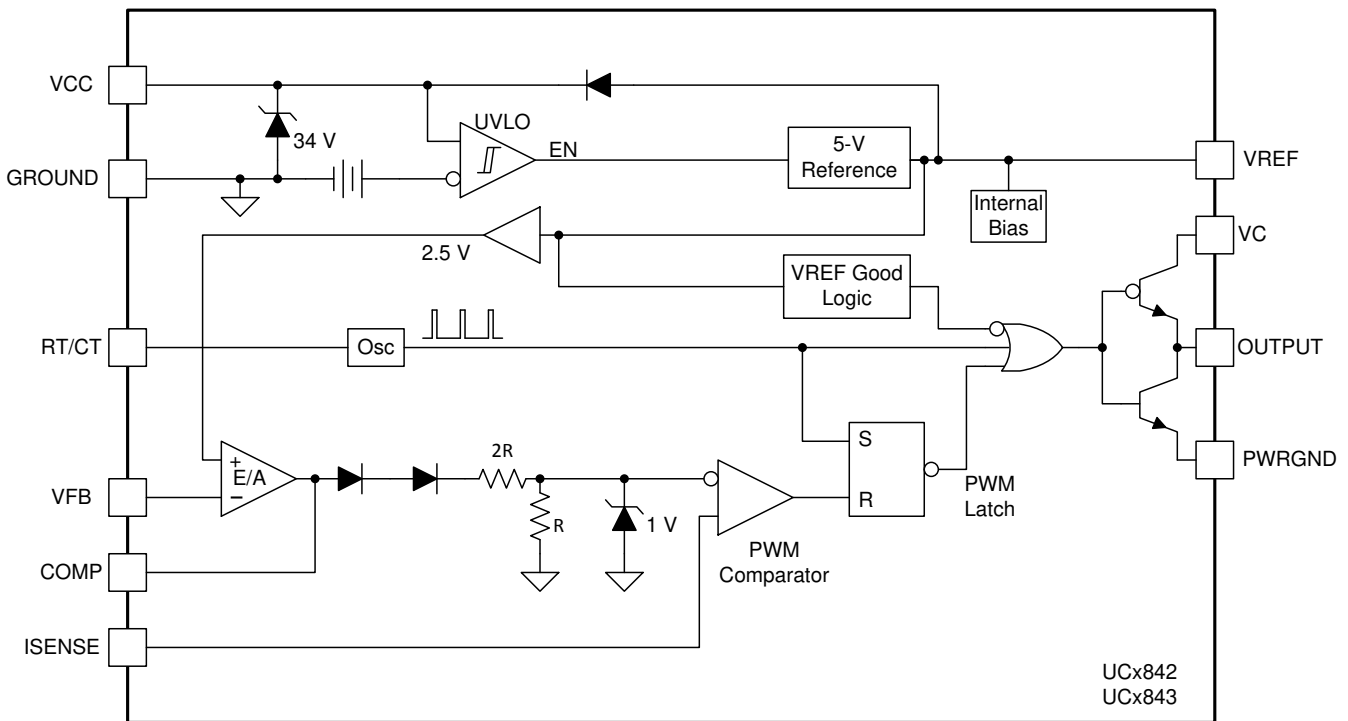 VCC
UVLO
34 V
EN
5-V
Reference
VREF
GROUND
Internal
Bias
VC
2.5 V
VREF Good
Logic
RT/CT
Osc
OUTPUT
2R
S
PWRGND
+
E/A
−
VFB
R
1 V
R
PWM
Latch
PWM
Comparator
COMP
ISENSE
UCx842
UCx843